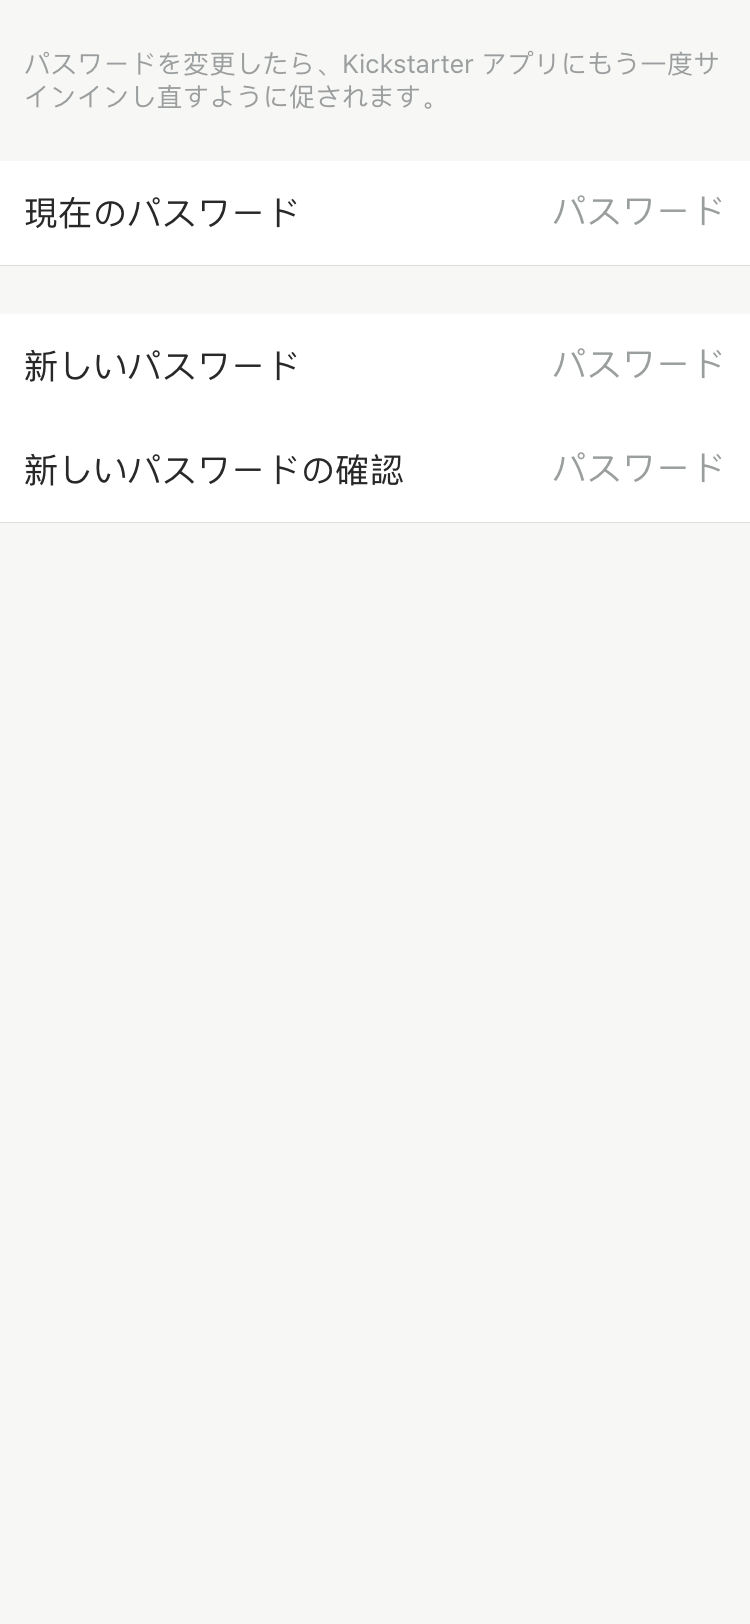 パスワードを変更したら、Kickstarter アプリにもう一度サ
インインし直すように促されます。
現在のパスワード パスワード
新しいパスワード パスワード
新しいパスワードの確認 パスワード